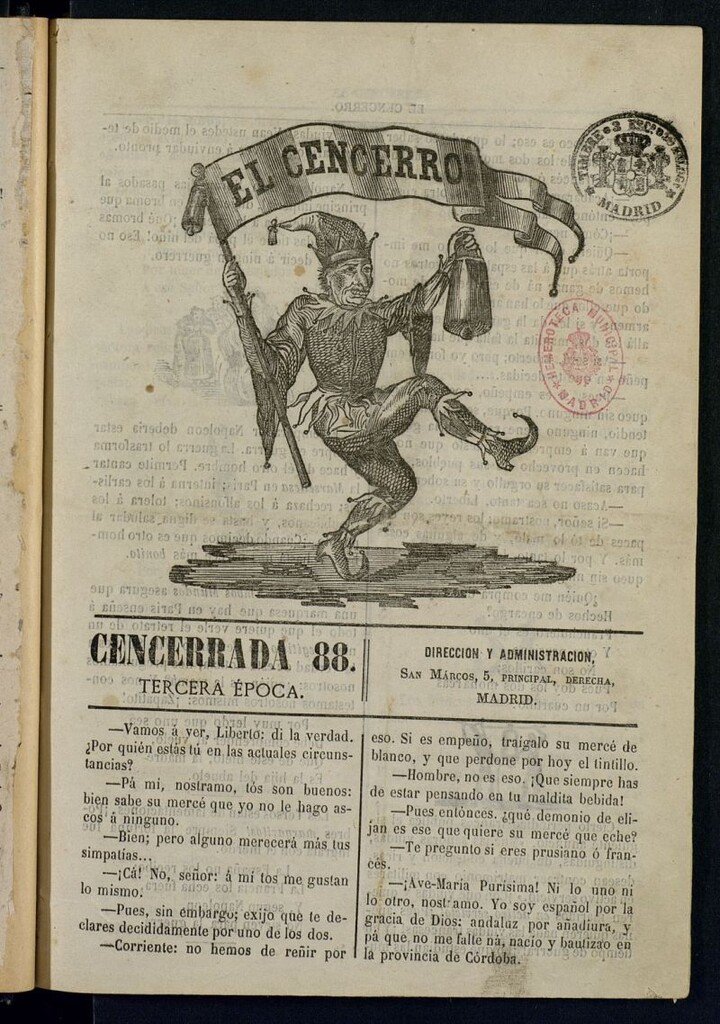 EL CENCERRO
TIMBRE
MADRID
HEMEROTECA MUNICIPAL
MADRID
CENCERRADA 88.
TERCERA ÉPOCA.
DIRECCION Y ADMINISTRACION,
SAN MÁRCOS, 5, PRINCIPAL, DERECHA,
MADRID.
—Vamos á ver, Liberto: di la verdad.
¿Por quién estás tú en las actuales circuns-
tancias?
—Pá mi, nostramo, tós son buenos:
bien sabe su mercé que yo no le hago as-
cos á ninguno.
—Bien; pero alguno merecerá más tus
simpatías...
—¡Cá! No, señor: á mí tos me gustan
lo mismo.
—Pues, sin embargo; exijo que te de-
clares decididamente por uno de los dos.
—Corriente: no hemos de reñir por
eso. Si es empeño, traígalo su mercé de
blanco, y que perdone por hoy el tintillo.
—Hombre, no es eso. ¡Que siempre has
de estar pensando en tu maldita bebida!
—Pues entónces, ¿qué demonio de eli-
jan es ese que quiere su mercé que eche?
—Te pregunto si eres prusiano ó fran-
cés.
—¡Ave-María Purísima! Ni lo uno ni
lo otro, nostramo. Yo soy español por la
gracia de Dios: andaluz por añadiura, y
pá que no me falte ná, nacío y bautizao en
la provincia de Córdoba.